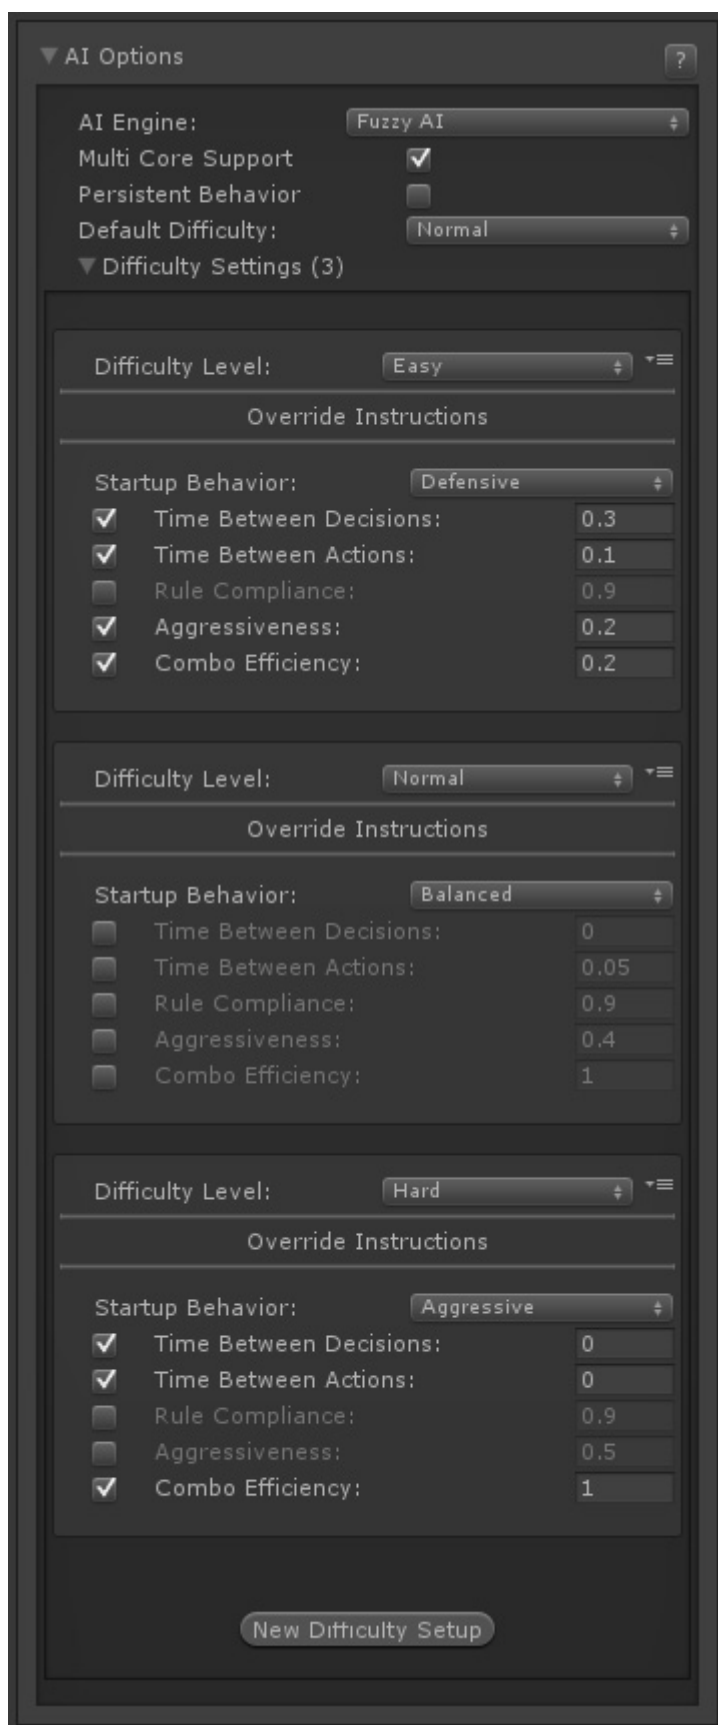 AI Options
?
AI Engine: Fuzzy AI
Multi Core Support
Persistent Behavior
Default Difficulty: Normal
Difficulty Settings (3)
Difficulty Level: Easy
Override Instructions
Startup Behavior: Defensive
Time Between Decisions: 0.3
Time Between Actions: 0.1
Rule Compliance: 0.9
Aggressiveness: 0.2
Combo Efficiency: 0.2
Difficulty Level: Normal
Override Instructions
Startup Behavior: Balanced
Time Between Decisions: 0
Time Between Actions: 0.05
Rule Compliance: 0.9
Aggressiveness: 0.4
Combo Efficiency: 1
Difficulty Level: Hard
Override Instructions
Startup Behavior: Aggressive
Time Between Decisions: 0
Time Between Actions: 0
Rule Compliance: 0.9
Aggressiveness: 0.5
Combo Efficiency: 1
New Difficulty Setup